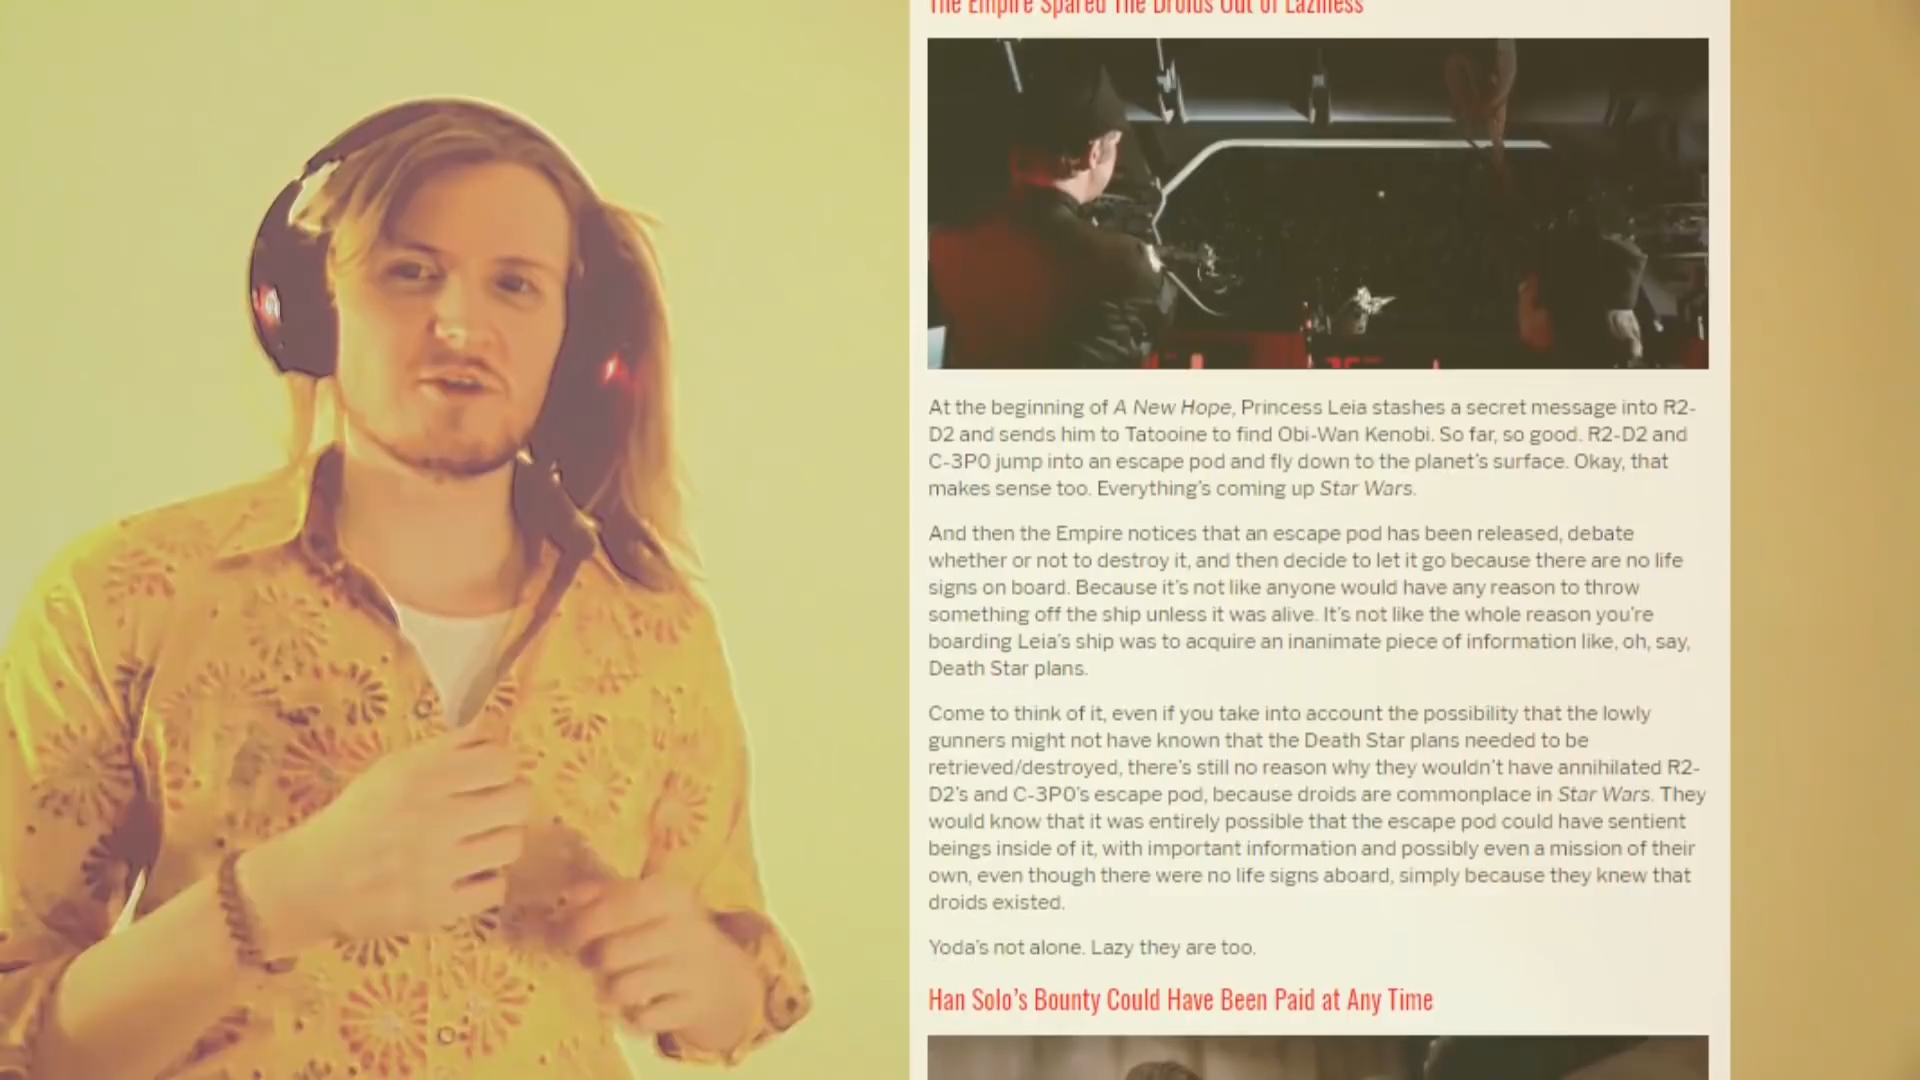 The Empire Spared The Droids Out Of Laziness
At the beginning of A New Hope, Princess Leia stashes a secret message into R2-
D2 and sends him to Tatooine to find Obi-Wan Kenobi. So far, so good. R2-D2 and
C-3P0 jump into an escape pod and fly down to the planet's surface. Okay, that
makes sense too. Everything's coming up Star Wars.
And then the Empire notices that an escape pod has been released, debate
whether or not to destroy it, and then decide to let it go because there are no life
signs on board. Because it's not like anyone would have any reason to throw
something off the ship unless it was alive. It's not like the whole reason you're
boarding Leia's ship was to acquire an inanimate piece of information like, oh, say,
Death Star plans.
Come to think of it, even if you take into account the possibility that the lowly
gunners might not have known that the Death Star plans needed to be
retrieved/destroyed, there's still no reason why they wouldn't have annihilated R2-
D2's and C-3P0's escape pod, because droids are commonplace in Star Wars. They
would know that it was entirely possible that the escape pod could have sentient
beings inside of it, with important information and possibly even a mission of their
own, even though there were no life signs aboard, simply because they knew that
droids existed.
Yoda's not alone. Lazy they are too.
Han Solo's Bounty Could Have Been Paid at Any Time